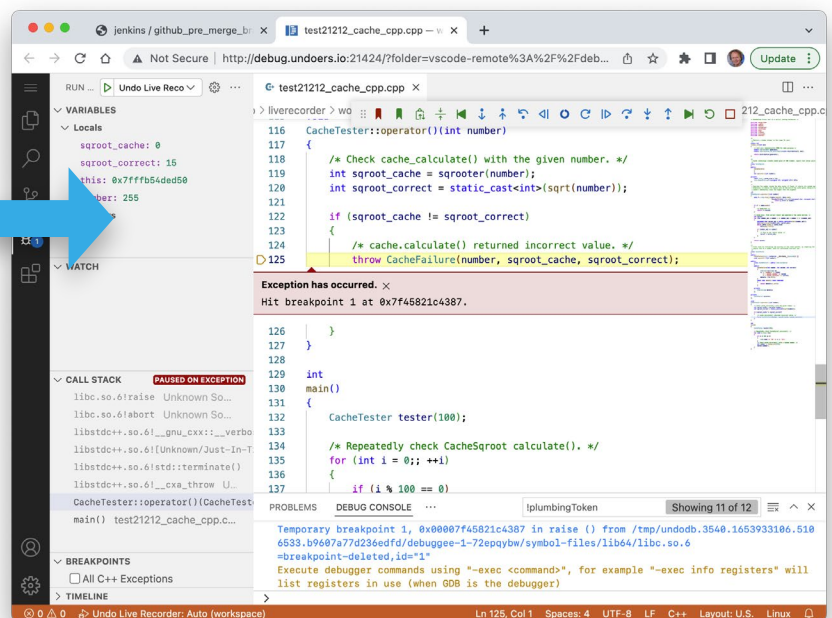 jenkins / github_pre_merge_br
test21212_cache_cpp.cpp — w
Not Secure | http://debug.undoers.io:21424/?folder=vscode-remote%3A%2F%2Fdeb...
Update
RUN ... Undo Live Reco
test21212_cache_cpp.cpp
VARIABLES
> liverecorder > wo
212_cache_cpp.cp
Locals
sqroot_cache: 0
sqroot_correct: 15
this: 0x7fffb54ded50
ber: 255
s
WATCH
116 CacheTester::operator()(int number)
117 {
118 /* Check cache_calculate() with the given number. */
119 int sqroot_cache = sqrooter(number);
120 int sqroot_correct = static_cast<int>(sqrt(number));
121
122 if (sqroot_cache != sqroot_correct)
123 {
124 /* cache.calculate() returned incorrect value. */
125 throw CacheFailure(number, sqroot_cache, sqroot_correct);
Exception has occurred. ×
Hit breakpoint 1 at 0x7f45821c4387.
126 }
127 }
128
129 int
130 main()
131 {
132 CacheTester tester(100);
133
134 /* Repeatedly check CacheSqroot calculate(). */
135 for (int i = 0;; ++i)
136 {
137 if (i % 100 == 0)
CALL STACK PAUSED ON EXCEPTION
libc.so.6!raise Unknown So...
libc.so.6!abort Unknown So...
libstdc++.so.6!__gnu_cxx::__verbo
libstdc++.so.6![Unknown/Just-In-T
libstdc++.so.6!std::terminate()
libstdc++.so.6!__cxa_throw U...
CacheTester::operator()(CacheTest
main() test21212_cache_cpp.c...
BREAKPOINTS
All C++ Exceptions
TIMELINE
PROBLEMS DEBUG CONSOLE ... !plumbingToken Showing 11 of 12
Temporary breakpoint 1, 0x00007f45821c4387 in raise () from /tmp/undodb.3540.1653933106.510
6533.b9607a77d236edfd/debuggee-1-72epqybw/symbol-files/lib64/libc.so.6
=breakpoint-deleted,id="1"
Execute debugger commands using "-exec <command>", for example "-exec info registers" will
list registers in use (when GDB is the debugger)
>
0 0 Undo Live Recorder: Auto (workspace) Ln 125, Col 1 Spaces: 4 UTF-8 LF C++ Layout: U.S. Linux